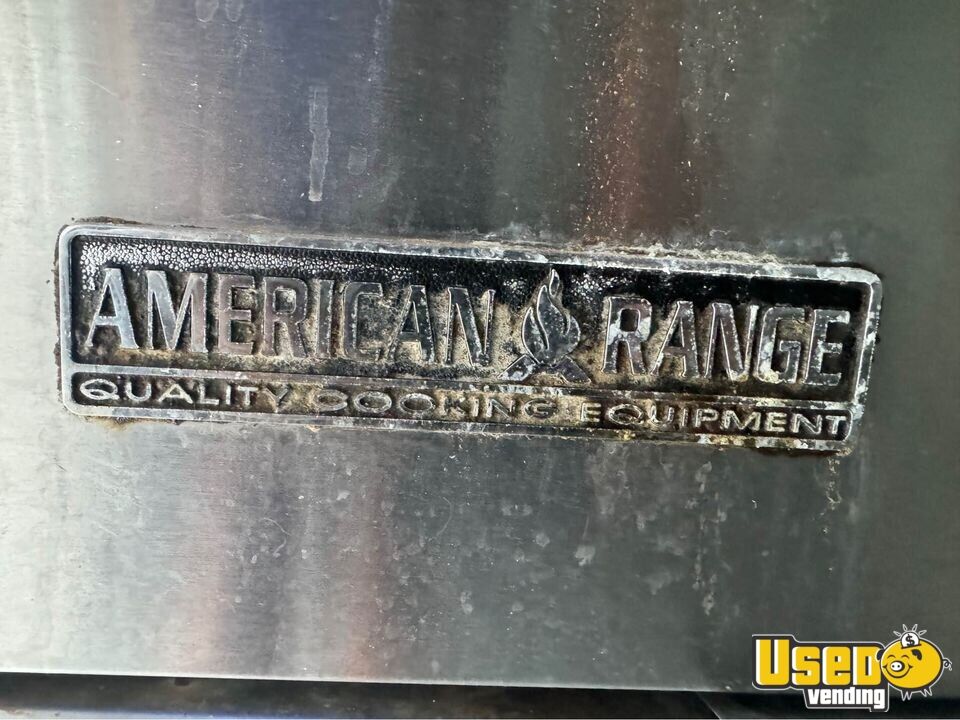 AMERICAN RANGE
QUALITY COOKING EQUIPMENT
USED
vending